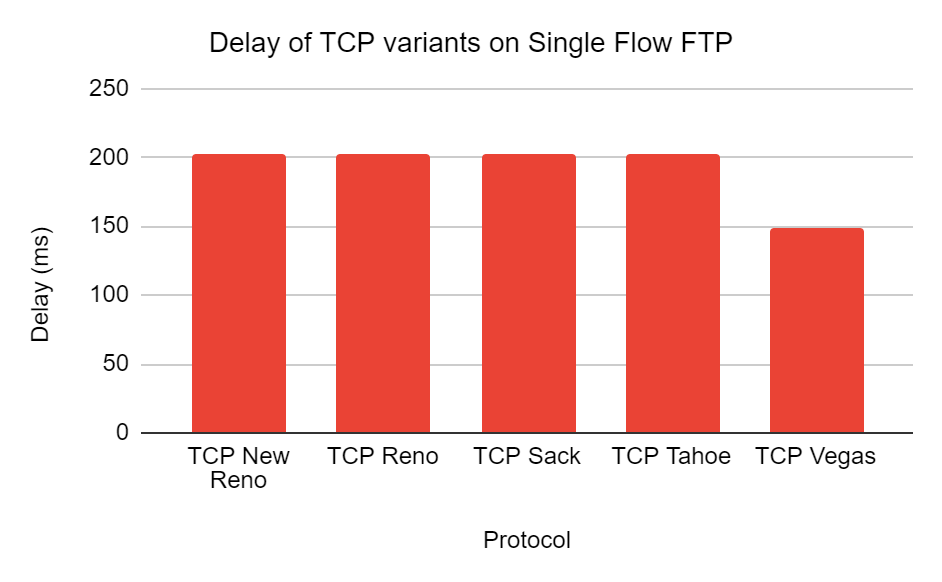 Delay of TCP variants on Single Flow FTP
250
200
150
100
50
0
Delay (ms)
TCP New
Reno
TCP Reno
TCP Sack
TCP Tahoe
TCP Vegas
Protocol